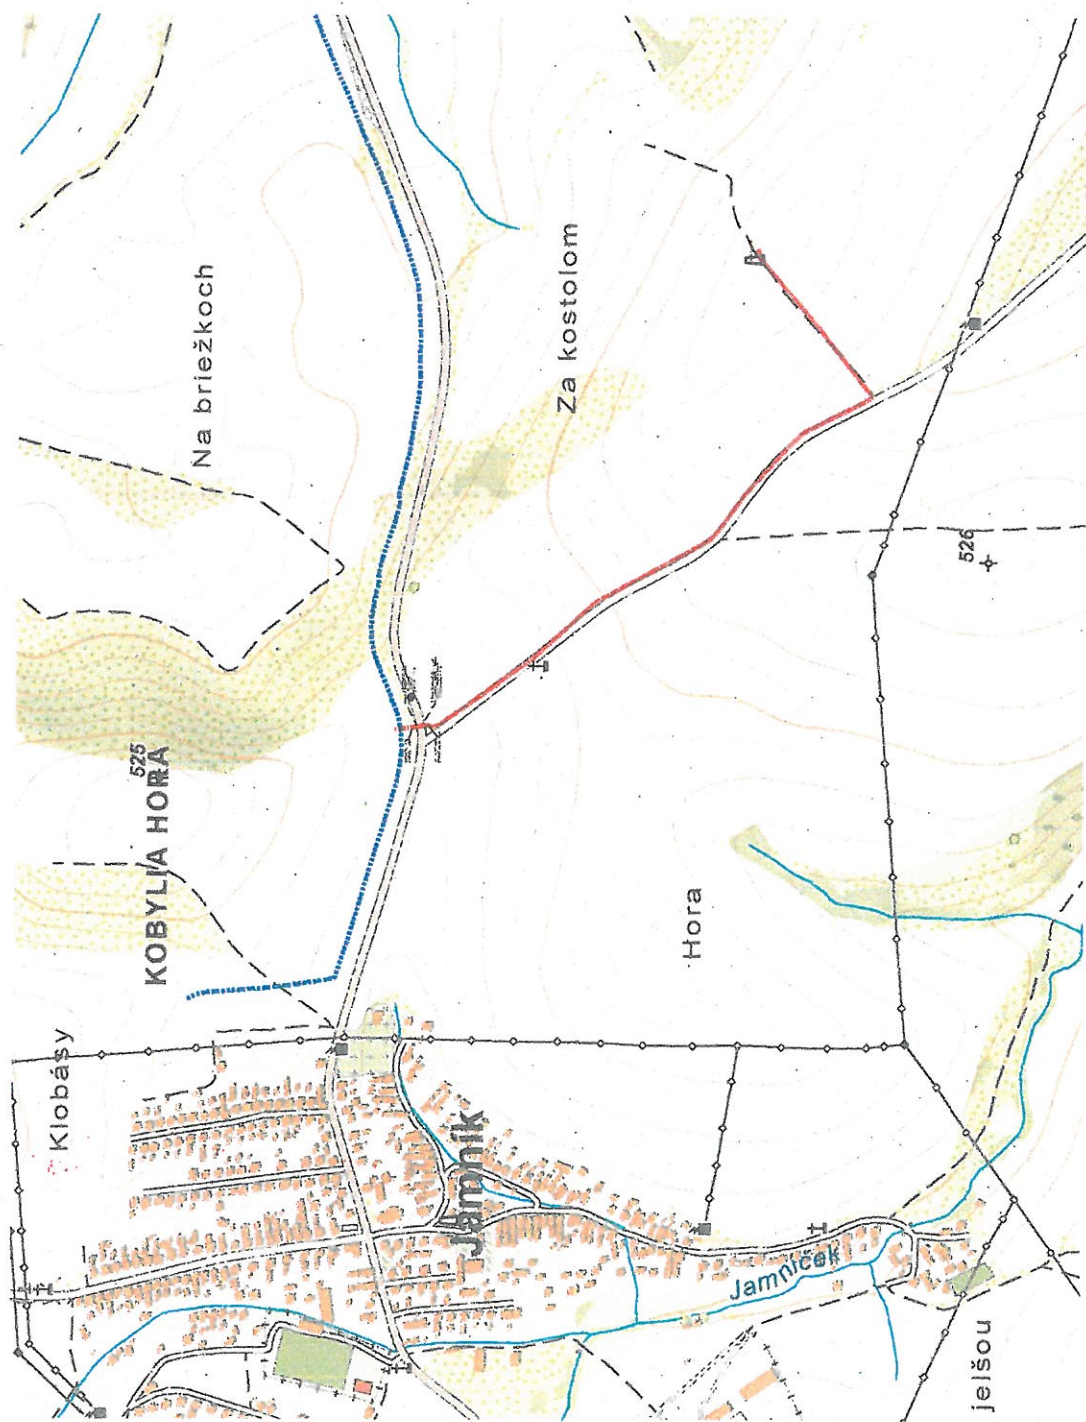 Na briežkoch
Za kostolom
525
KOBYLIA HORA
526
Hora
Klobásy
Jamník
Jamníček
jelšou